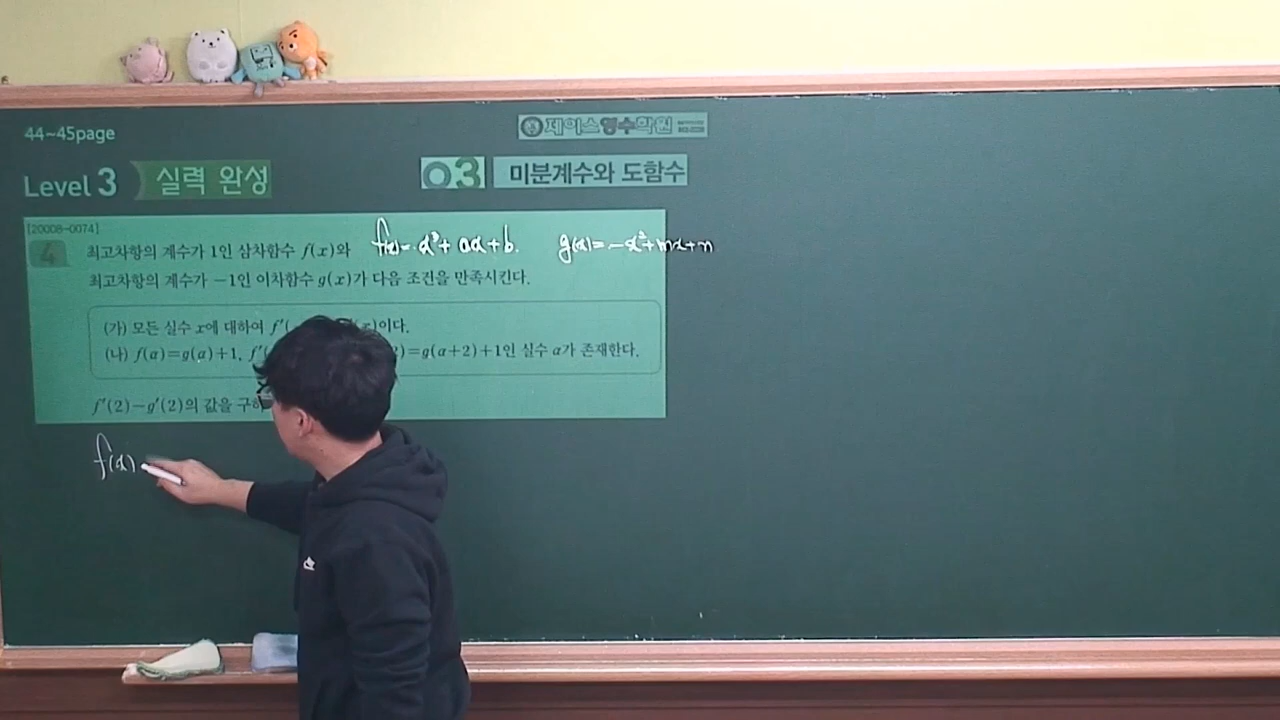 44~45page
제이스영수학원
Level 3 실력 완성
03 미분계수와 도함수
[20008-0074]
4 최고차항의 계수가 1인 삼차함수 f(x)와 f(x)=x³+ax+b. g(x)=-x²+mx+n
최고차항의 계수가 -1인 이차함수 g(x)가 다음 조건을 만족시킨다.
(가) 모든 실수 x에 대하여 f′( x)이다.
(나) f(α)=g(α)+1, f′( 2)=g(α+2)+1인 실수 α가 존재한다.
f′(2)-g′(2)의 값을
f(x)